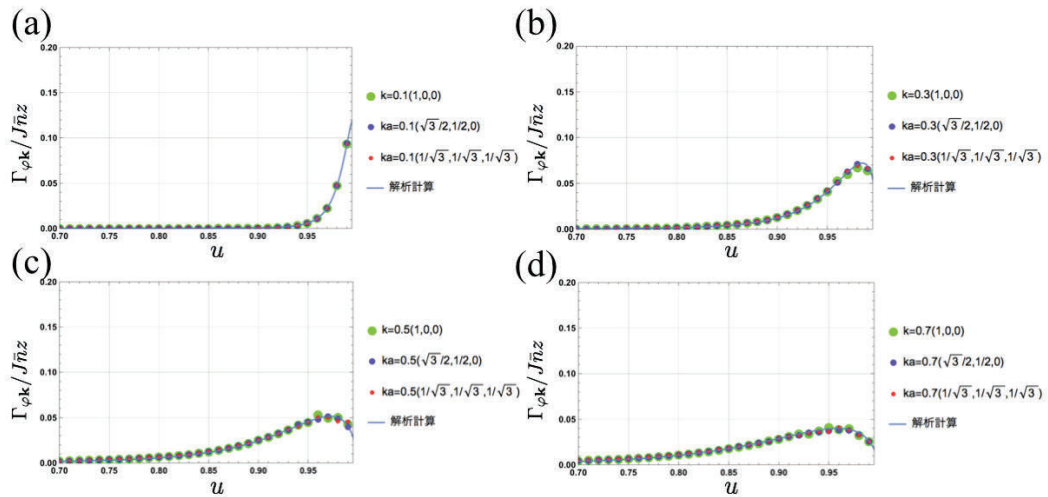 (a)
0.20
0.15
0.10
0.05
0.00
0.70 0.75 0.80 0.85 0.90 0.95
u
Γφk/Jn̄z
k=0.1(1,0,0)
ka=0.1(√3/2,1/2,0)
ka=0.1(1/√3,1/√3,1/√3)
解析計算
(b)
0.20
0.15
0.10
0.05
0.00
0.70 0.75 0.80 0.85 0.90 0.95
u
Γφk/Jn̄z
k=0.3(1,0,0)
ka=0.3(√3/2,1/2,0)
ka=0.3(1/√3,1/√3,1/√3)
解析計算
(c)
0.20
0.15
0.10
0.05
0.00
0.70 0.75 0.80 0.85 0.90 0.95
u
Γφk/Jn̄z
k=0.5(1,0,0)
ka=0.5(√3/2,1/2,0)
ka=0.5(1/√3,1/√3,1/√3)
解析計算
(d)
0.20
0.15
0.10
0.05
0.00
0.70 0.75 0.80 0.85 0.90 0.95
u
Γφk/Jn̄z
k=0.7(1,0,0)
ka=0.7(√3/2,1/2,0)
ka=0.7(1/√3,1/√3,1/√3)
解析計算